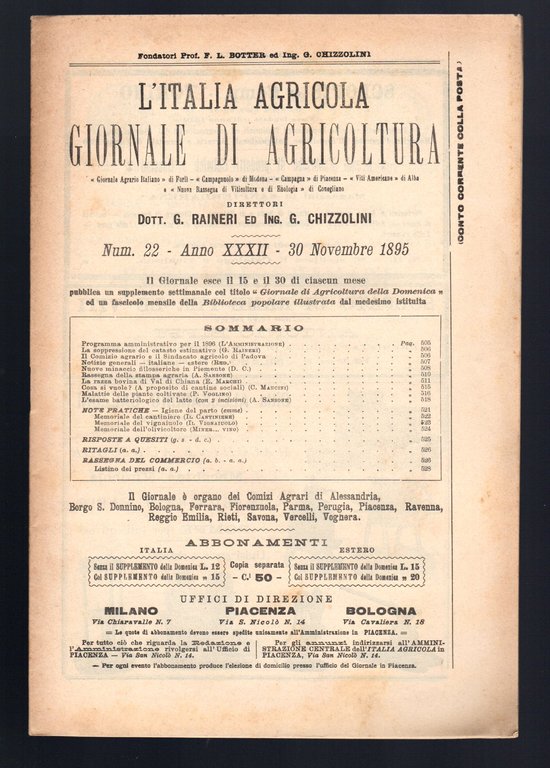 Fondatori Prof. F. L. BOTTER ed Ing. G. CHIZZOLINI
L'ITALIA AGRICOLA
GIORNALE DI AGRICOLTURA
« Giornale Agrario Italiano » di Forlì - « Campagnuolo » di Modena - « Campagna » di Piacenza - « Viti Americane » di Alba
e « Nuova Rassegna di Viticoltura e di Enologia » di Conegliano
DIRETTORI
DOTT. G. RAINERI ED ING. G. CHIZZOLINI
Num. 22 - Anno XXXII - 30 Novembre 1895
Il Giornale esce il 15 e il 30 di ciascun mese
pubblica un supplemento settimanale col titolo “ Giornale di Agricoltura della Domenica „
ed un fascicolo mensile della Biblioteca popolare illustrata dal medesimo istituita
SOMMARIO
Programma amministrativo per il 1896 (L'AMMINISTRAZIONE) Pag. 505
La soppressione del catasto estimativo (G. RAINERI) „ 506
Il Comizio agrario e il Sindacato agricolo di Padova „ 506
Notizie generali — italiane — estere (RED.) „ 507
Nuove minaccie fillosseriche in Piemonte (D. C.) „ 508
Rassegna della stampa agraria (A. SANSONE) „ 510
La razza bovina di Val di Chiana (E. MARCHI) „ 511
Cosa si vuole? (A proposito di cantine sociali) (C. MANCINI) „ 515
Malattie delle piante coltivate (P. VOGLINO) „ 516
L'esame batteriologico del latte (con 2 incisioni) (A. SANSONE) „ 518
NOTE PRATICHE — Igiene del parto (emme) „ 521
Memoriale del cantiniere (IL CANTINIERE) „ 522
Memoriale del vignainolo (IL VIGNAIUOLO) „ 523
Memoriale dell'olivicoltore (MINER... VINO) „ 524
RISPOSTE A QUESITI (g. s - d. c.) „ 525
RITAGLI (a. a.) „ 526
RASSEGNA DEL COMMERCIO (a. b. - a. a.) „ 526
Listino dei prezzi (a. a.) „ 528
Il Giornale è organo dei Comizi Agrari di Alessandria,
Borgo S. Donnino, Bologna, Ferrara, Fiorenzuola, Parma, Perugia, Piacenza, Ravenna,
Reggio Emilia, Rieti, Savona, Vercelli, Voghera.
ABBONAMENTI
ITALIA
Senza il SUPPLEMENTO della Domenica L. 12
Col SUPPLEMENTO della Domenica „ 15
Copia separata
- C.i 50 -
ESTERO
Senza il SUPPLEMENTO della Domenica L. 15
Col SUPPLEMENTO della Domenica „ 20
UFFICI DI DIREZIONE
MILANO PIACENZA BOLOGNA
Via Chiaravalle N. 7 Via S. Nicolò N. 14 Via Cavaliera N. 18
— Le quote di abbonamento devono essere spedite unicamente all'Amministrazione in PIACENZA. —
Per tutto ciò che riguarda la Redazione e
l'Amministrazione rivolgersi all'Ufficio di
PIACENZA — Via San Nicolò N. 14.
Per gli annunzi indirizzarsi all'AMMINI-
STRAZIONE CENTRALE dell'ITALIA AGRICOLA in
PIACENZA, Via San Nicolò N. 14.
— Per ogni evento l'abbonamento produce l'elezione di domicilio presso l'ufficio del Giornale in Piacenza.
(CONTO CORRENTE COLLA POSTA)